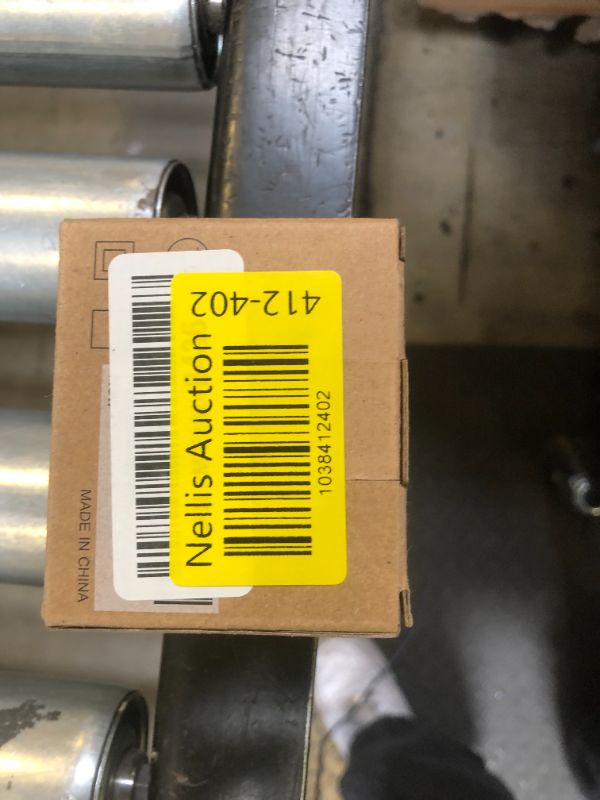 412-402
Nellis Auction
1038412402
MADE IN CHINA